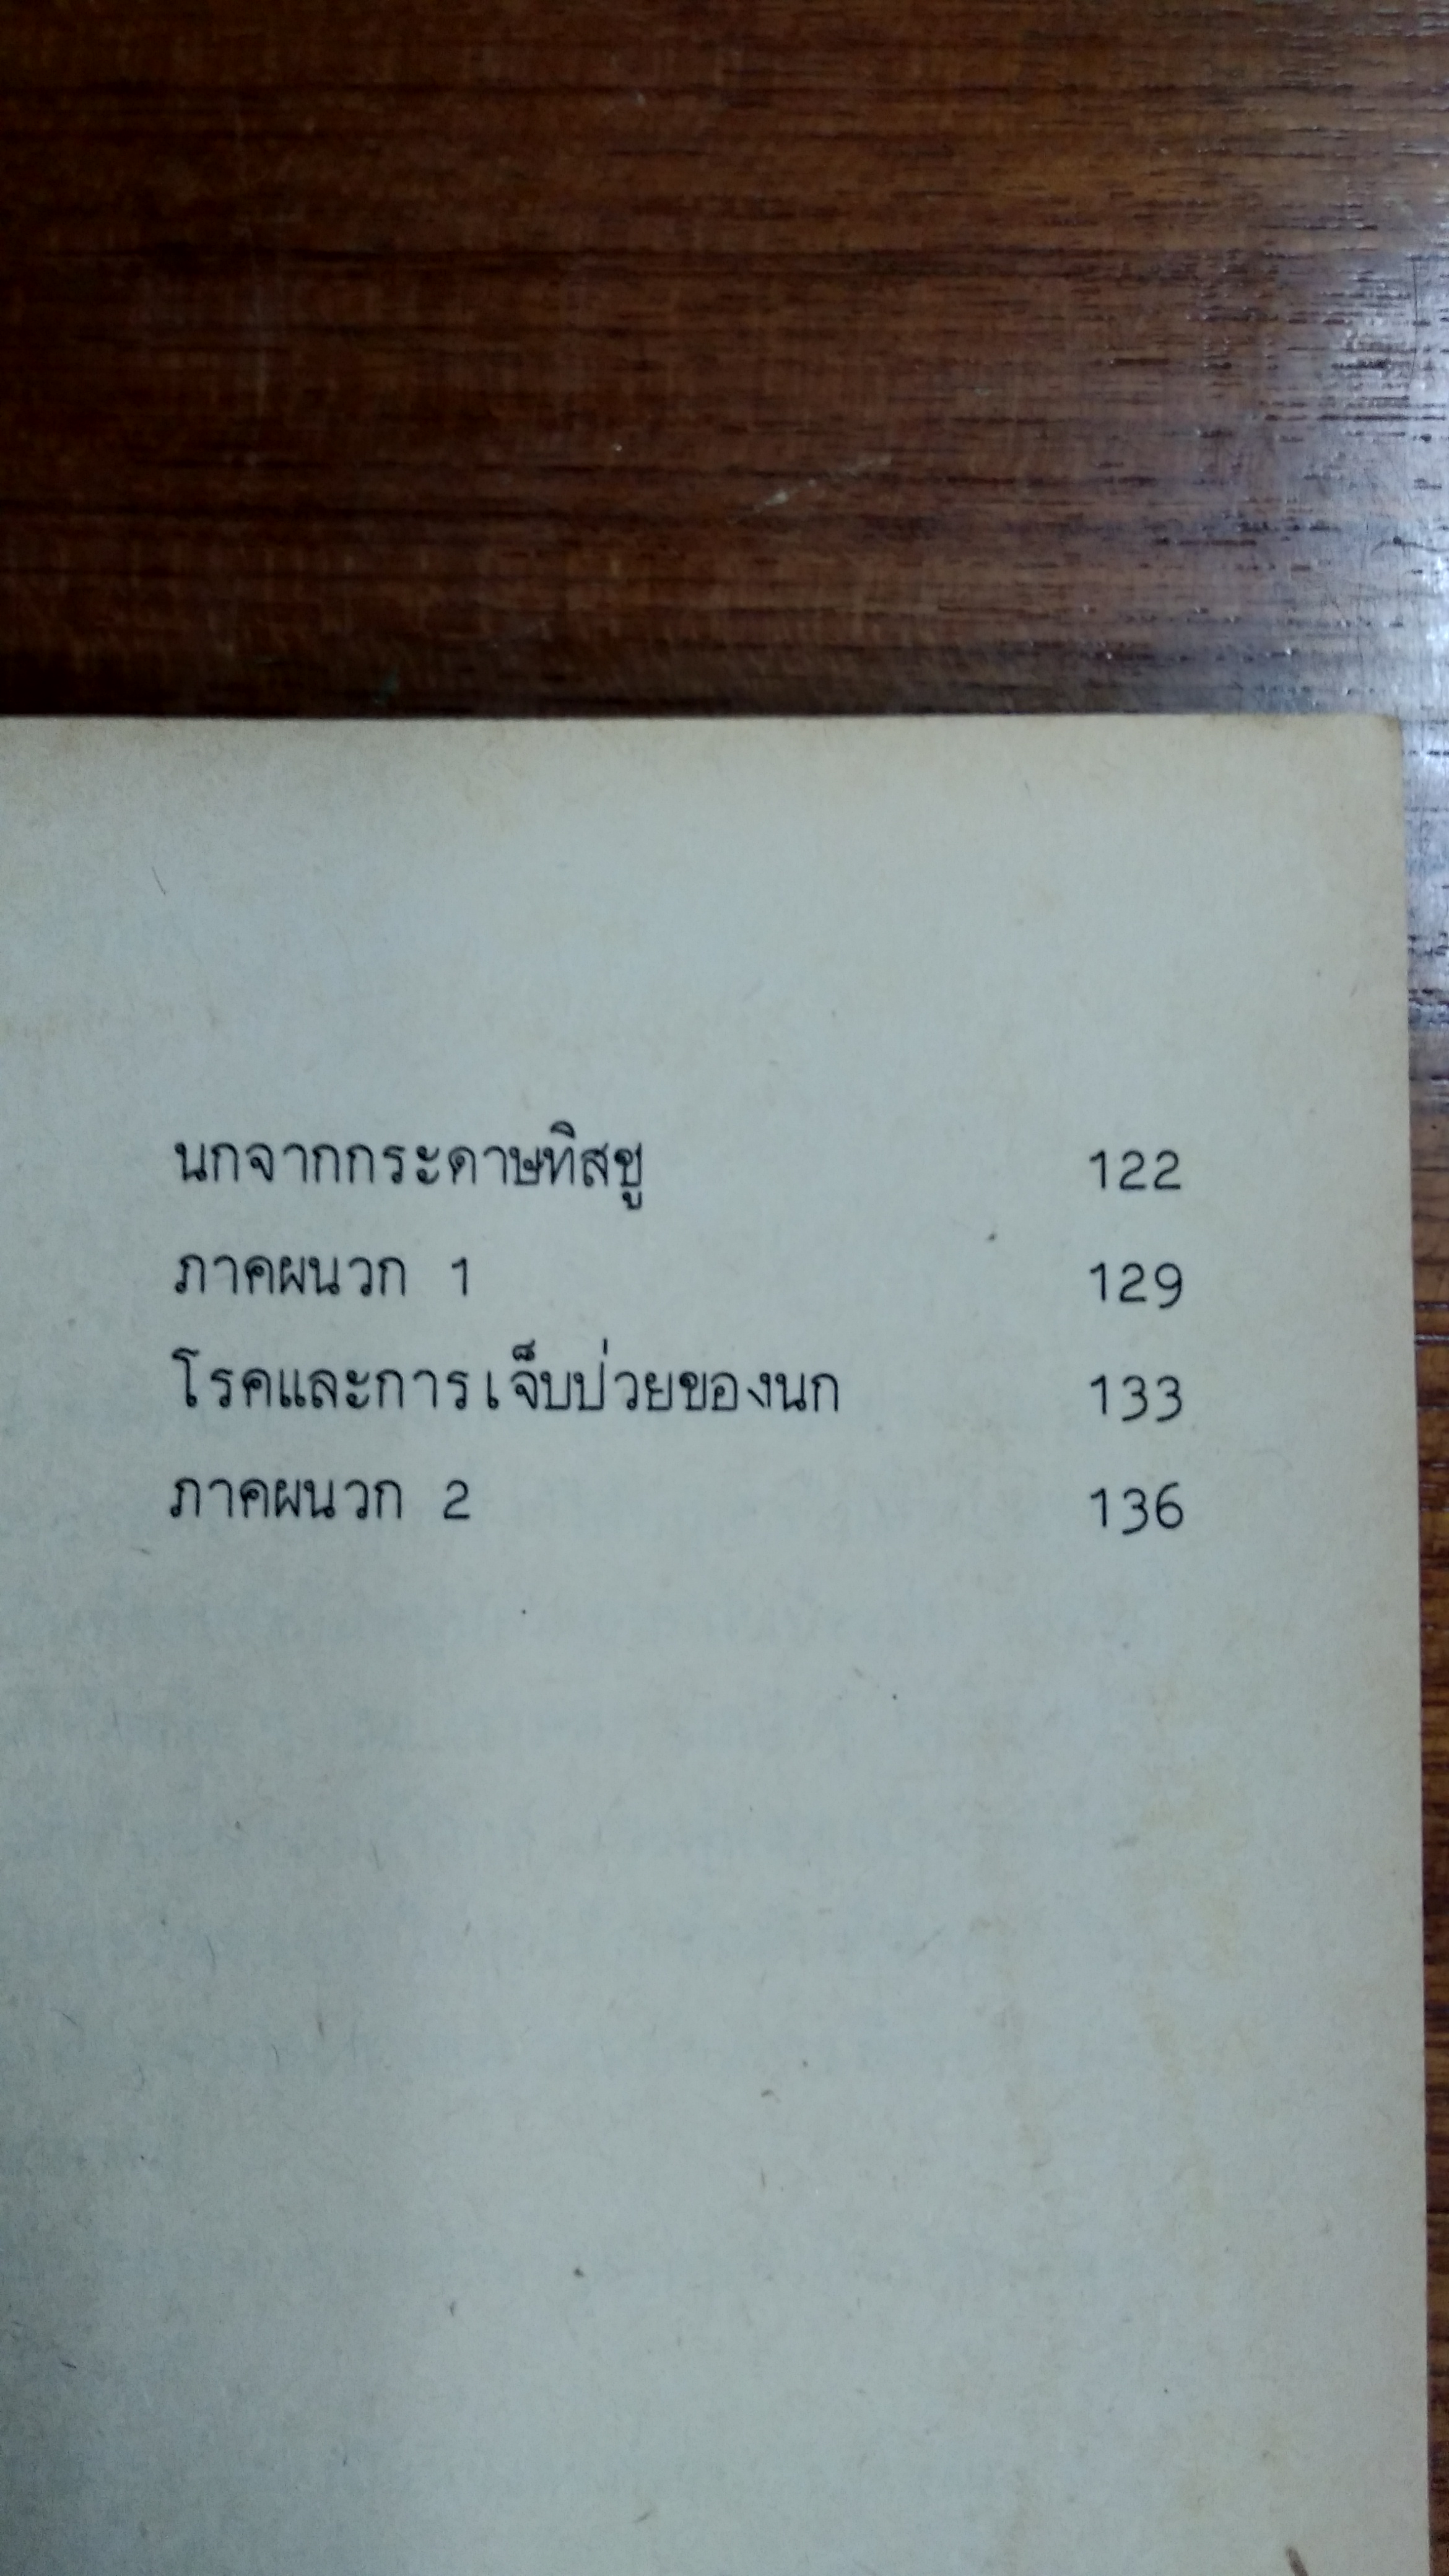 นกจากกระดาษทิสชู 122
ภาคผนวก 1 129
โรคและการเจ็บป่วยของนก 133
ภาคผนวก 2 136